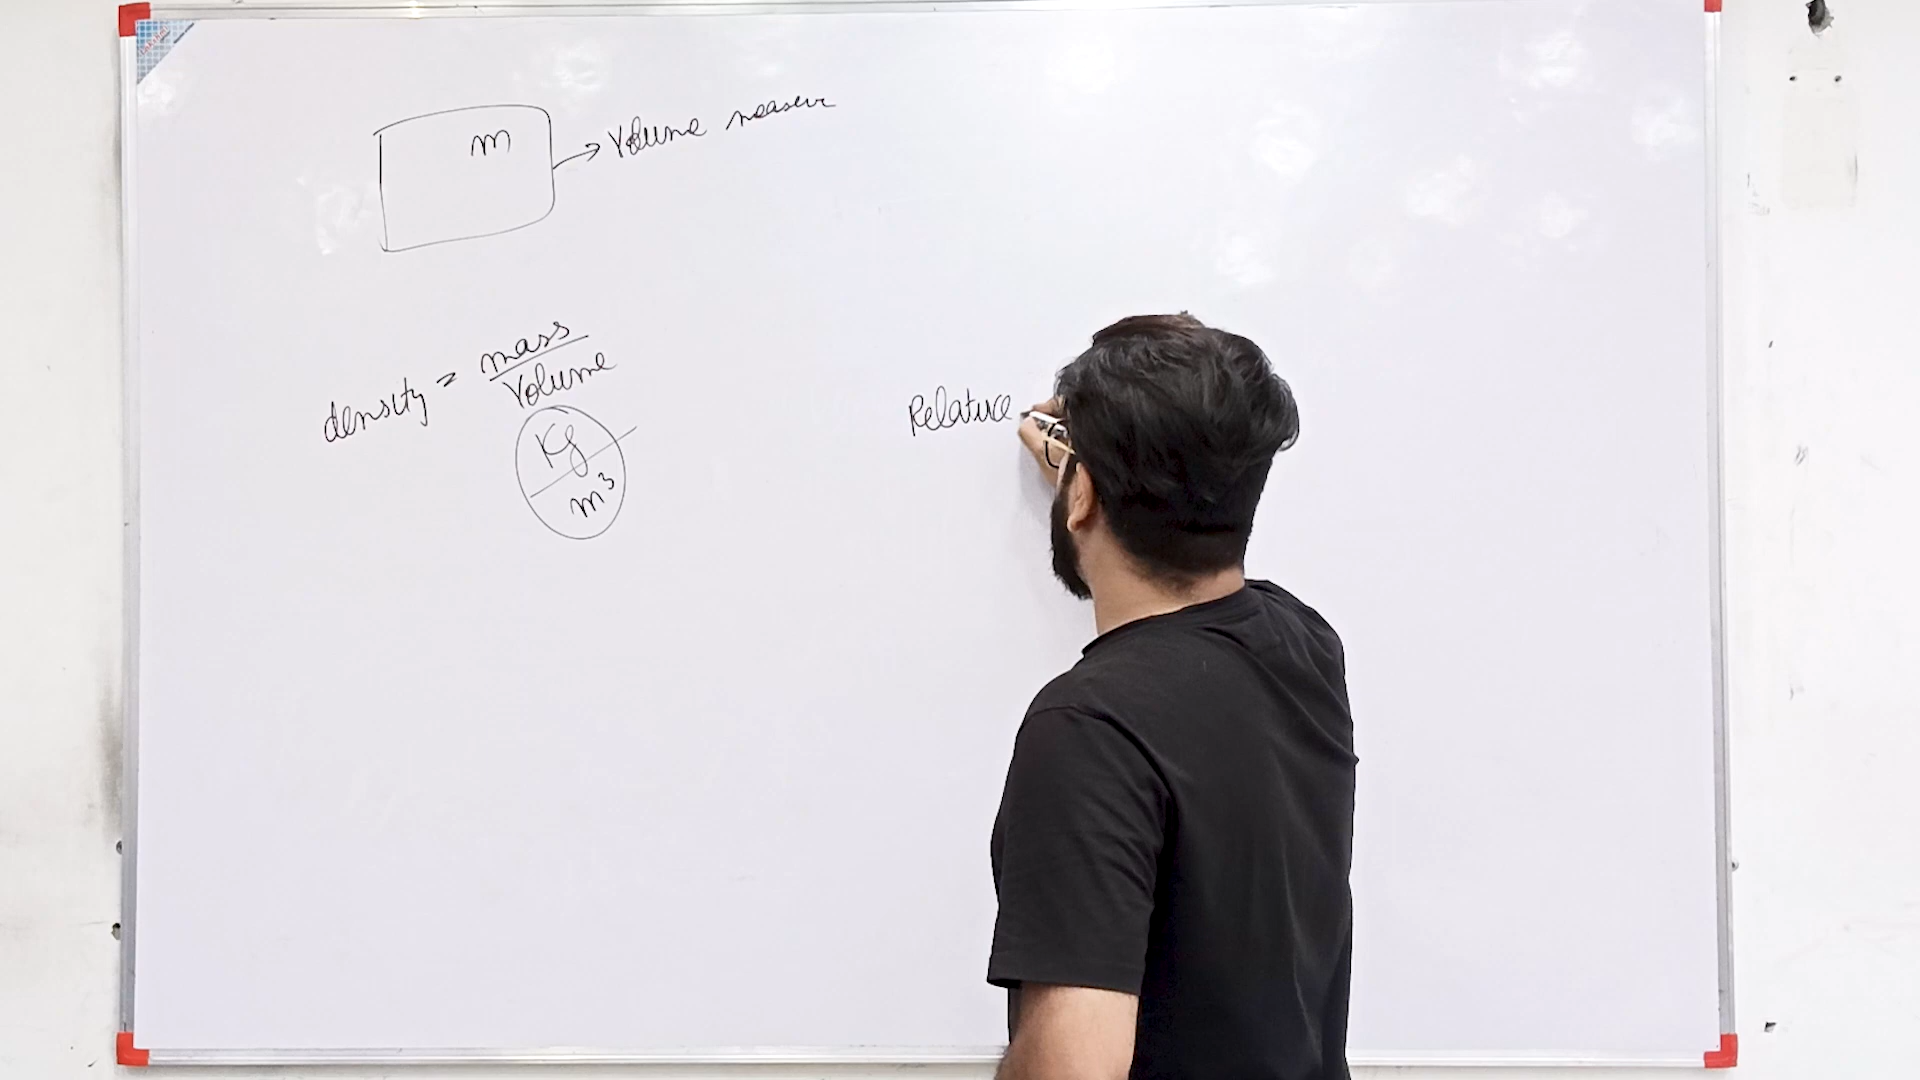 m
Volume measur
density = mass
Volume
Kg
m³
Relative